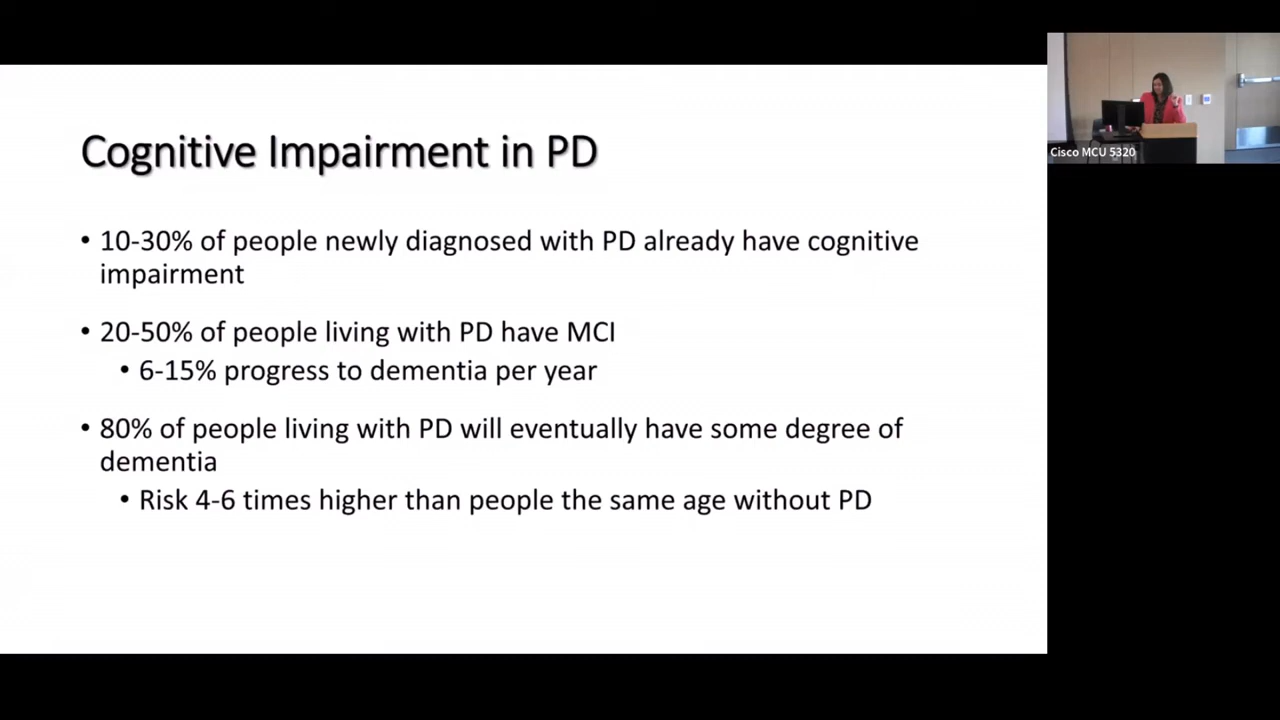 Cognitive Impairment in PD
• 10-30% of people newly diagnosed with PD already have cognitive
impairment
• 20-50% of people living with PD have MCI
• 6-15% progress to dementia per year
• 80% of people living with PD will eventually have some degree of
dementia
• Risk 4-6 times higher than people the same age without PD
Cisco MCU 5320